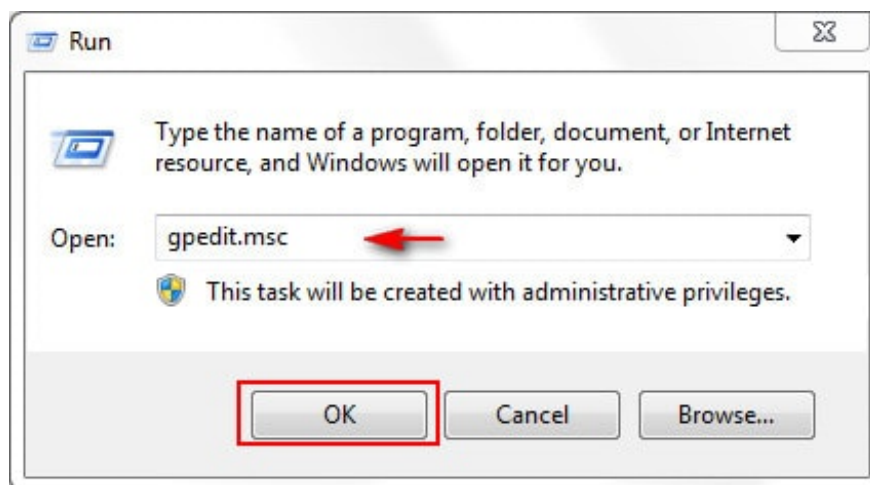 Run
Type the name of a program, folder, document, or Internet
resource, and Windows will open it for you.
Open: gpedit.msc
This task will be created with administrative privileges.
OK Cancel Browse...